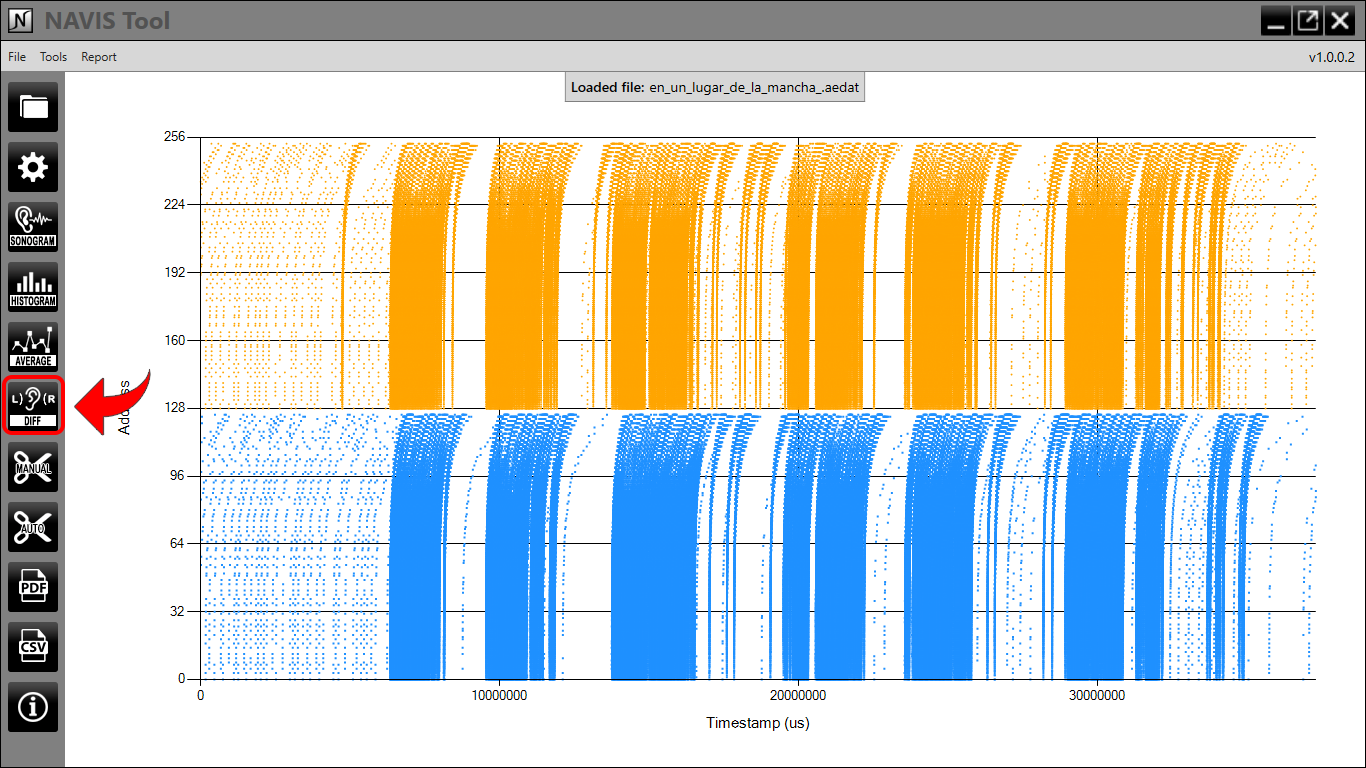 N NAVIS Tool
File Tools Report v1.0.0.2
Loaded file: en_un_lugar_de_la_mancha_.aedat
SONOGRAM
HISTOGRAM
AVERAGE
L) (R
DIFF
MANUAL
AUTO
PDF
CSV
i
256
224
192
160
128
96
64
32
0
0 10000000 20000000 30000000
Timestamp (us)